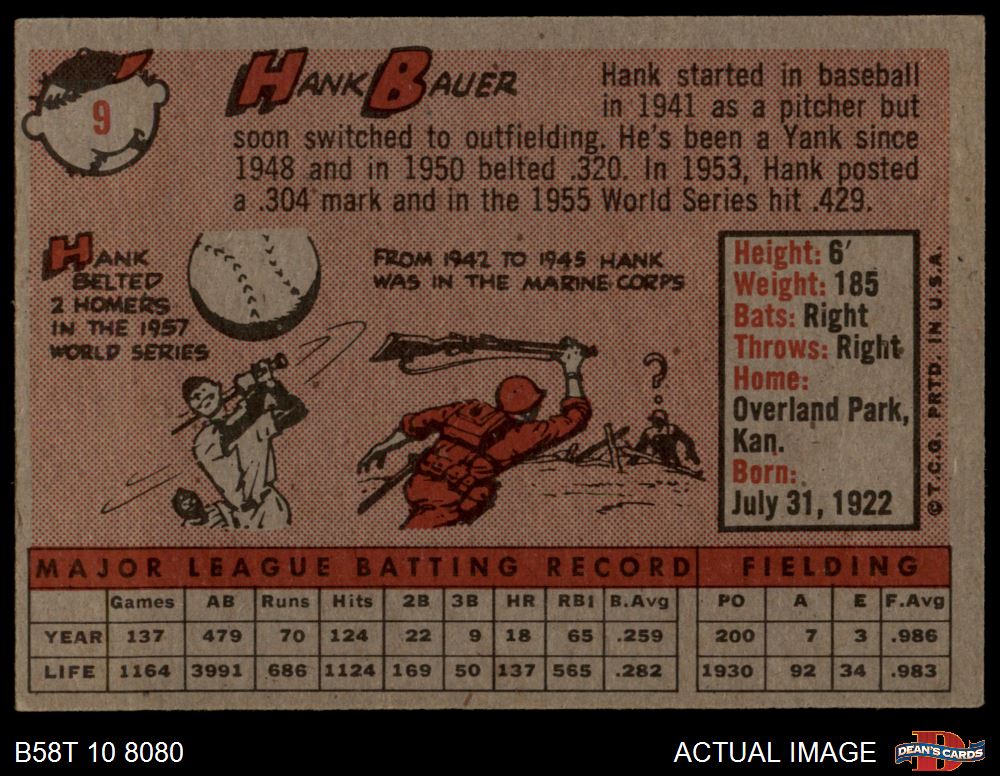 9
HANK BAUER
Hank started in baseball
in 1941 as a pitcher but
soon switched to outfielding. He's been a Yank since
1948 and in 1950 belted .320. In 1953, Hank posted
a .304 mark and in the 1955 World Series hit .429.
HANK
BELTED
2 HOMERS
IN THE 1957
WORLD SERIES
FROM 1942 TO 1945 HANK
WAS IN THE MARINE CORPS
?
Height: 6'
Weight: 185
Bats: Right
Throws: Right
Home:
Overland Park,
Kan.
Born:
July 31, 1922
© T.C.G. PRTD. IN U.S.A.
MAJOR LEAGUE BATTING RECORD FIELDING
Games AB Runs Hits 2B 3B HR RBI B.Avg PO A E F.Avg
YEAR 137 479 70 124 22 9 18 65 .259 200 7 3 .986
LIFE 1164 3991 686 1124 169 50 137 565 .282 1930 92 34 .983
B58T 10 8080
ACTUAL IMAGE
D
DEAN'S CARDS